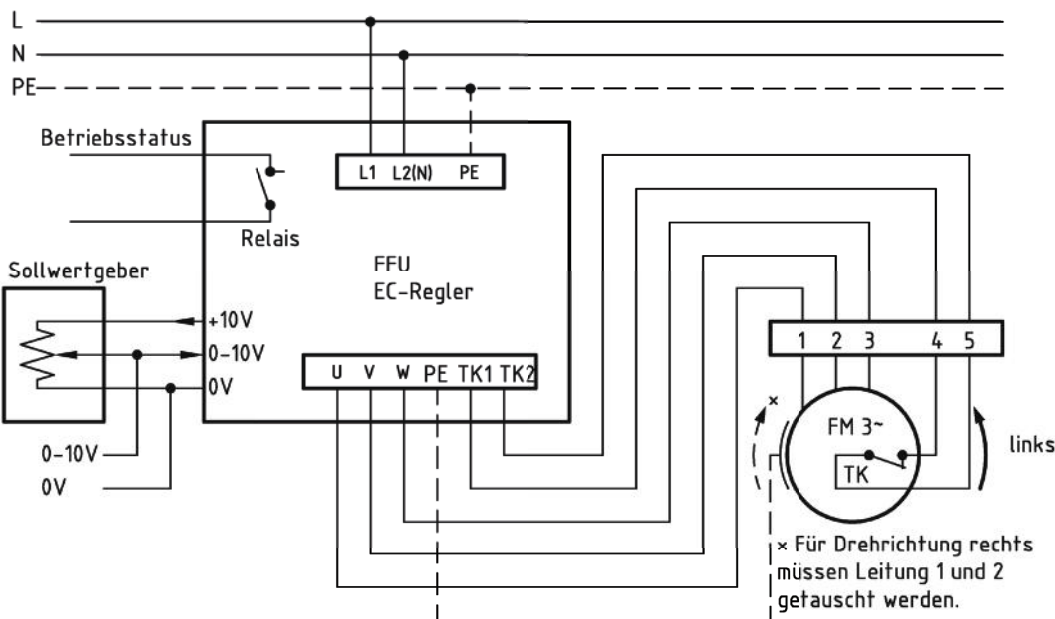 L
N
PE
Betriebsstatus
L1 L2(N) PE
Relais
FFU
EC-Regler
Sollwertgeber
+10V
0-10V
0V
U V W PE TK1 TK2
0-10V
0V
1 2 3 4 5
×
FM 3~
TK
links
× Für Drehrichtung rechts
müssen Leitung 1 und 2
getauscht werden.